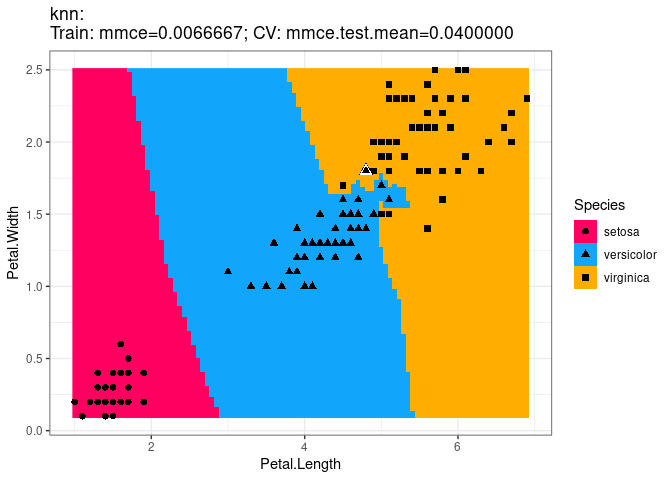 knn:
Train: mmce=0.0066667; CV: mmce.test.mean=0.0400000
2.5
2.0
1.5
1.0
0.5
0.0
Petal.Width
2
4
6
Petal.Length
Species
setosa
versicolor
virginica